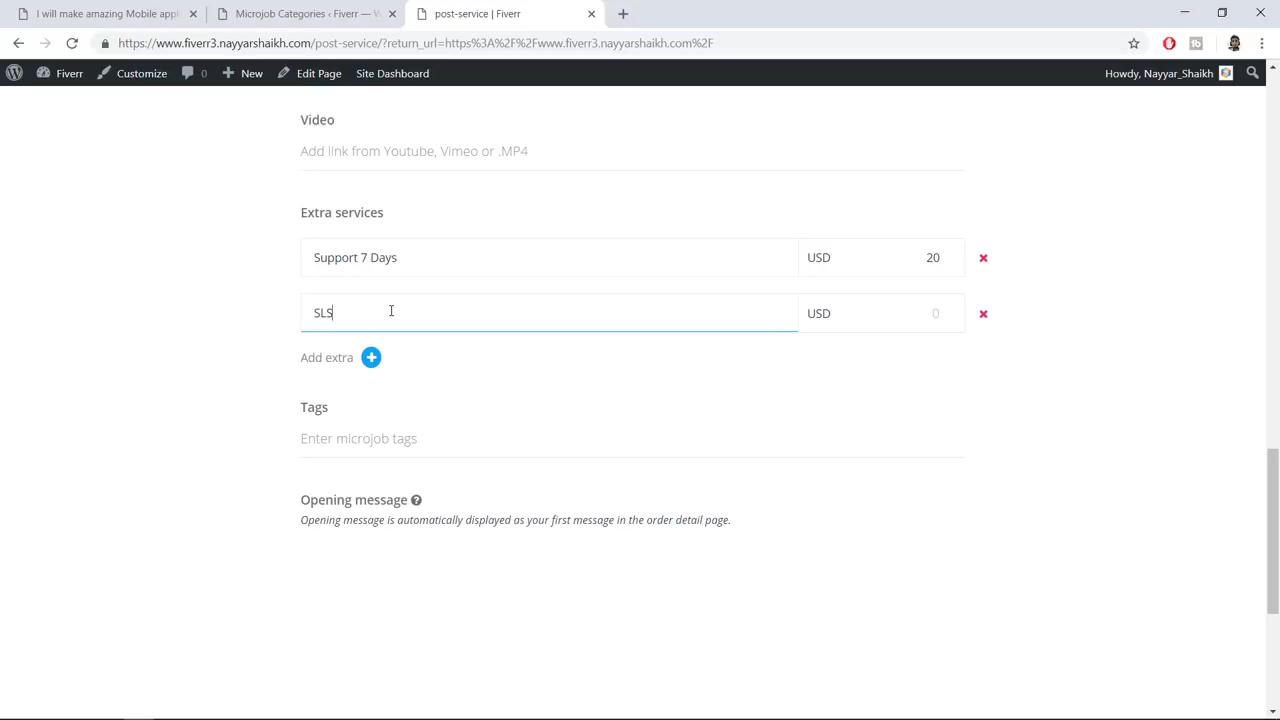 I will make amazing Mobile appl
Microjob Categories ‹ Fiverr — W
post-service | Fiverr
https://www.fiverr3.nayyarshaikh.com/post-service/?return_url=https%3A%2F%2Fwww.fiverr3.nayyarshaikh.com%2F
Fiverr Customize 0 New Edit Page Site Dashboard Howdy, Nayyar_Shaikh
Video
Add link from Youtube, Vimeo or .MP4
Extra services
Support 7 Days USD 20
SLS USD 0
Add extra
Tags
Enter microjob tags
Opening message
Opening message is automatically displayed as your first message in the order detail page.